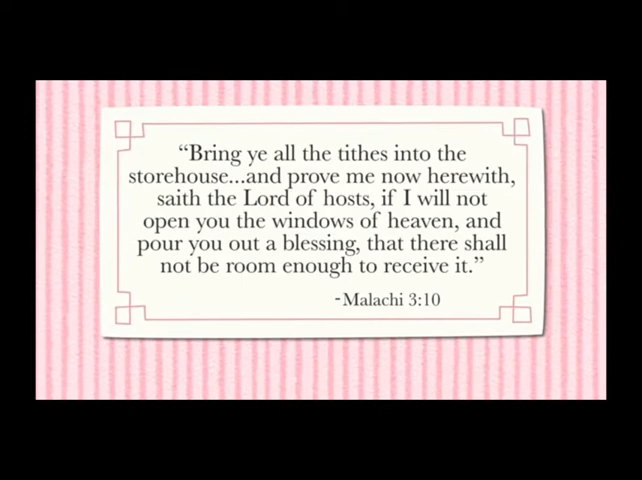 “Bring ye all the tithes into the
storehouse...and prove me now herewith,
saith the Lord of hosts, if I will not
open you the windows of heaven, and
pour you out a blessing, that there shall
not be room enough to receive it.”
-Malachi 3:10